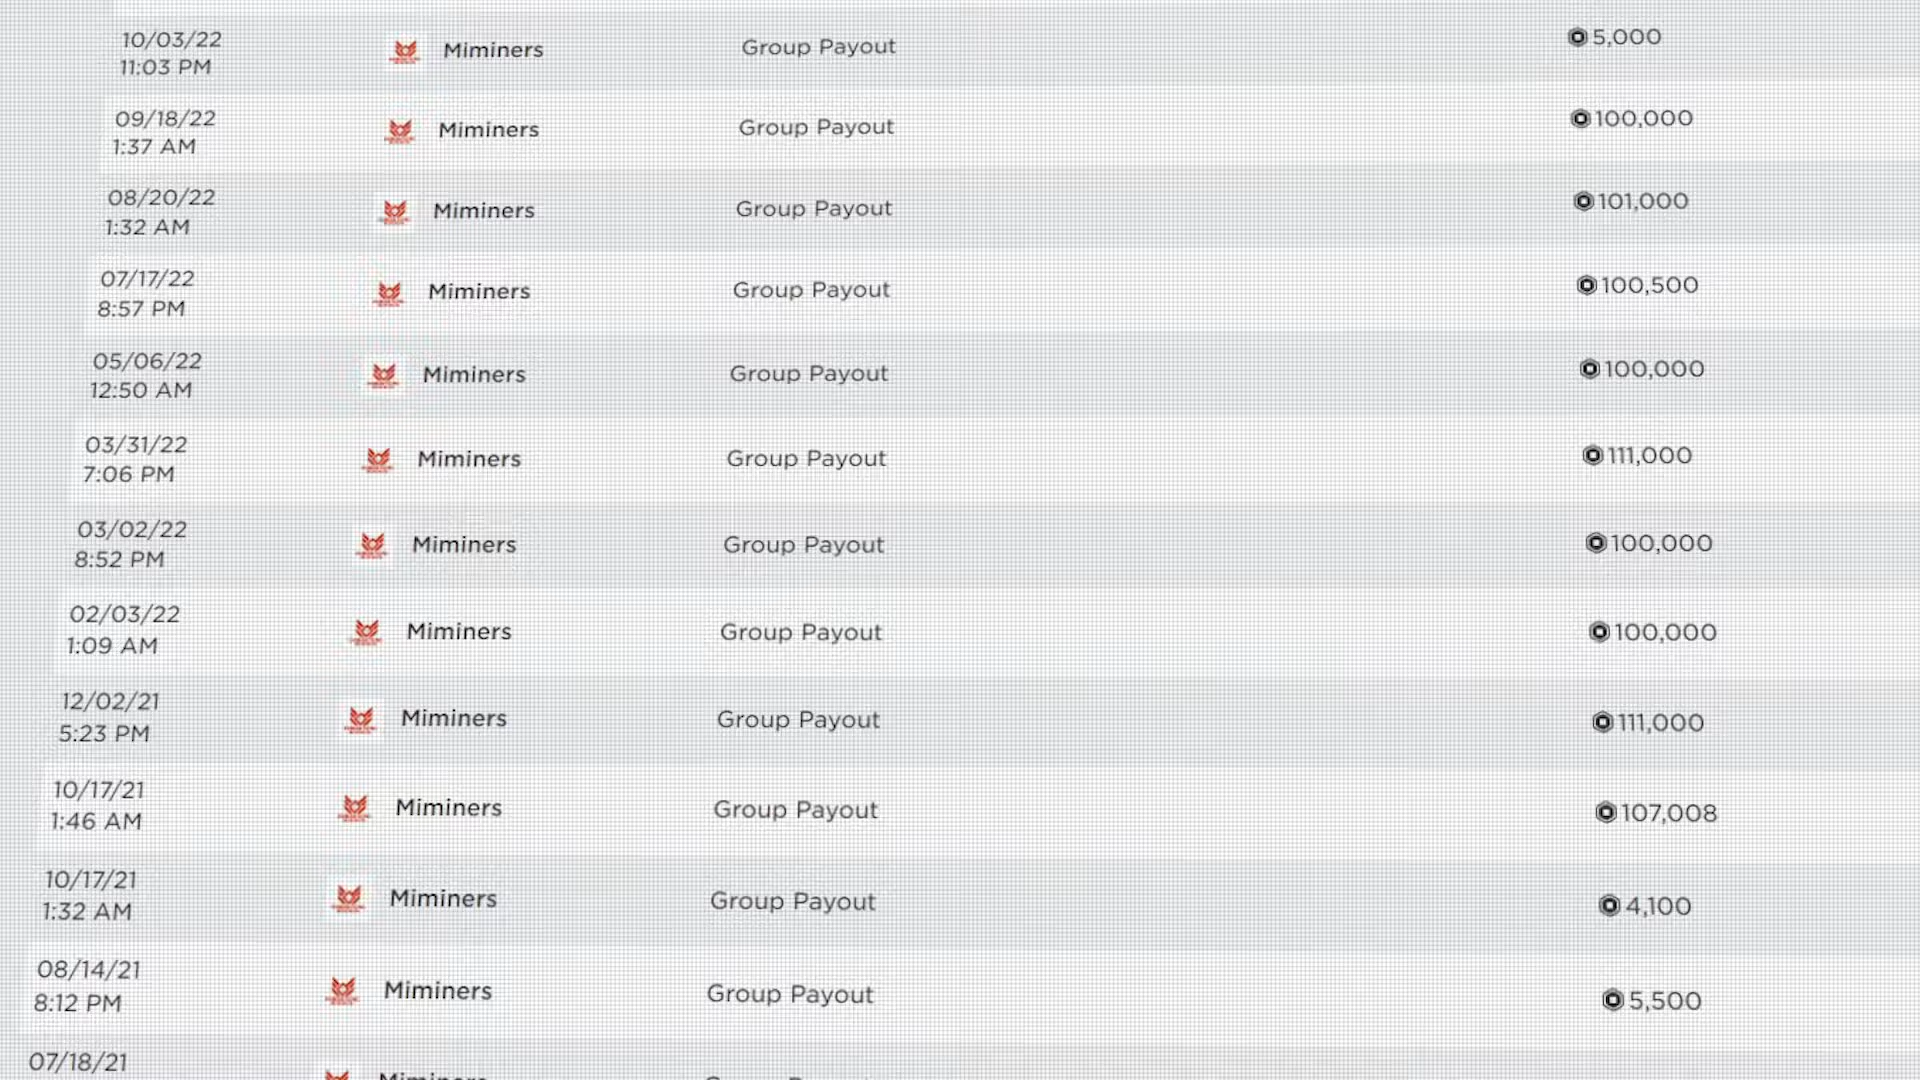 10/03/22
11:03 PM
Miminers
Group Payout
5,000
09/18/22
1:37 AM
Miminers
Group Payout
100,000
08/20/22
1:32 AM
Miminers
Group Payout
101,000
07/17/22
8:57 PM
Miminers
Group Payout
100,500
05/06/22
12:50 AM
Miminers
Group Payout
100,000
03/31/22
7:06 PM
Miminers
Group Payout
111,000
03/02/22
8:52 PM
Miminers
Group Payout
100,000
02/03/22
1:09 AM
Miminers
Group Payout
100,000
12/02/21
5:23 PM
Miminers
Group Payout
111,000
10/17/21
1:46 AM
Miminers
Group Payout
107,008
10/17/21
1:32 AM
Miminers
Group Payout
4,100
08/14/21
8:12 PM
Miminers
Group Payout
5,500
07/18/21
Miminers